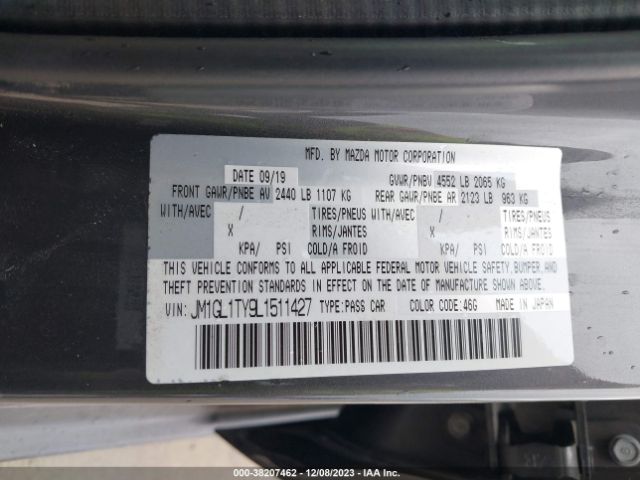 MFD. BY MAZDA MOTOR CORPORATION
DATE 09/19 GVWR/PNBV 4552 LB 2065 KG
FRONT GAWR/PNBE AV 2440 LB 1107 KG REAR GAWR/PNBE AR 2123 LB 963 KG
WITH/AVEC / TIRES/PNEUS WITH/AVEC / TIRES/PNEUS
X RIMS/JANTES X RIMS/JANTES
KPA/ PSI COLD/A FROID KPA/ PSI COLD/A FROID
THIS VEHICLE CONFORMS TO ALL APPLICABLE FEDERAL MOTOR VEHICLE SAFETY, BUMPER, AND
THEFT PREVENTION STANDARDS IN EFFECT ON THE DATE OF MANUFACTURE SHOWN ABOVE.
VIN: JM1GL1TY9L1511427 TYPE:PASS CAR COLOR CODE:46G MADE IN JAPAN
000-38207462 - 12/08/2023 - IAAI.COM